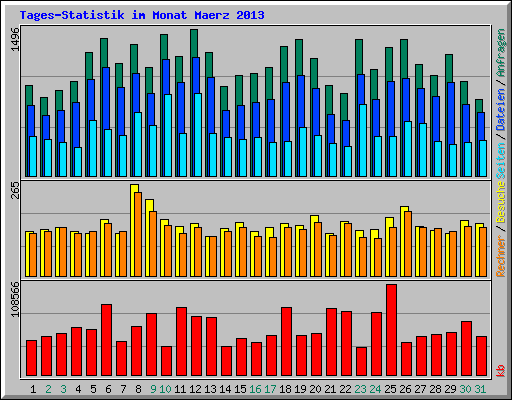 Tages-Statistik im Monat Maerz 2013
1496
265
108566
Rechner / Besuche Seiten / Dateien / Anfragen
kb
1 2 3 4 5 6 7 8 9 10 11 12 13 14 15 16 17 18 19 20 21 22 23 24 25 26 27 28 29 30 31